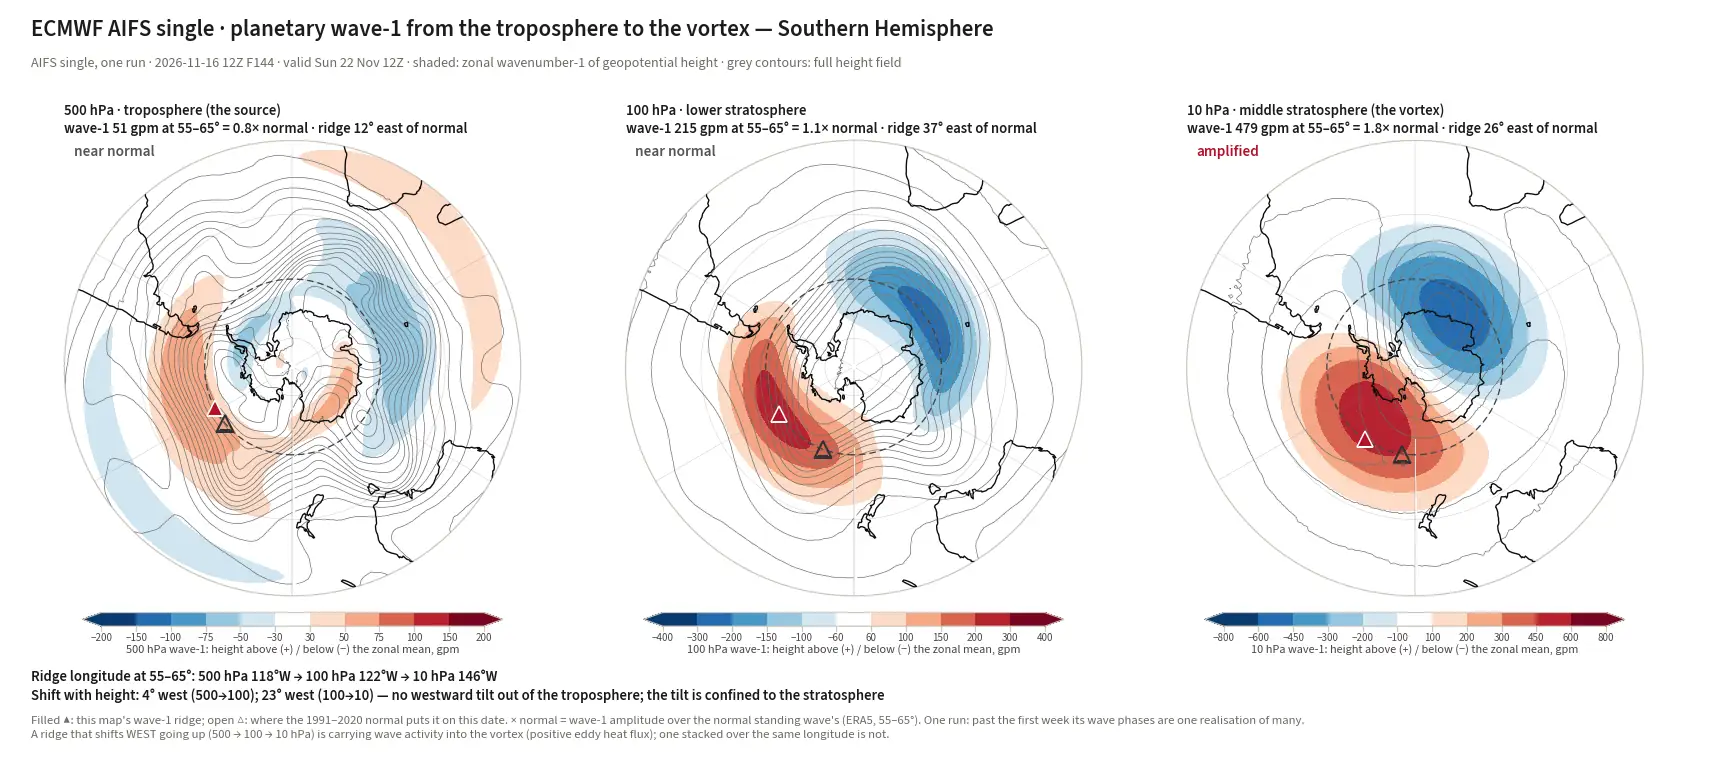 ECMWF AIFS single · planetary wave-1 from the troposphere to the vortex — Southern Hemisphere
AIFS single, one run · 2026-11-16 12Z F144 · valid Sun 22 Nov 12Z · shaded: zonal wavenumber-1 of geopotential height · grey contours: full height field
500 hPa · troposphere (the source)
wave-1 51 gpm at 55–65° = 0.8× normal · ridge 12° east of normal
near normal
100 hPa · lower stratosphere
wave-1 215 gpm at 55–65° = 1.1× normal · ridge 37° east of normal
near normal
10 hPa · middle stratosphere (the vortex)
wave-1 479 gpm at 55–65° = 1.8× normal · ridge 26° east of normal
amplified
−200 −150 −100 −75 −50 −30 30 50 75 100 150 200
500 hPa wave-1: height above (+) / below (−) the zonal mean, gpm
−400 −300 −200 −150 −100 −60 60 100 150 200 300 400
100 hPa wave-1: height above (+) / below (−) the zonal mean, gpm
−800 −600 −450 −300 −200 −100 100 200 300 450 600 800
10 hPa wave-1: height above (+) / below (−) the zonal mean, gpm
Ridge longitude at 55–65°: 500 hPa 118°W → 100 hPa 122°W → 10 hPa 146°W
Shift with height: 4° west (500→100); 23° west (100→10) — no westward tilt out of the troposphere; the tilt is confined to the stratosphere
Filled ▲: this map's wave-1 ridge; open △: where the 1991–2020 normal puts it on this date. × normal = wave-1 amplitude over the normal standing wave's (ERA5, 55–65°). One run: past the first week its wave phases are one realisation of many.
A ridge that shifts WEST going up (500 → 100 → 10 hPa) is carrying wave activity into the vortex (positive eddy heat flux); one stacked over the same longitude is not.